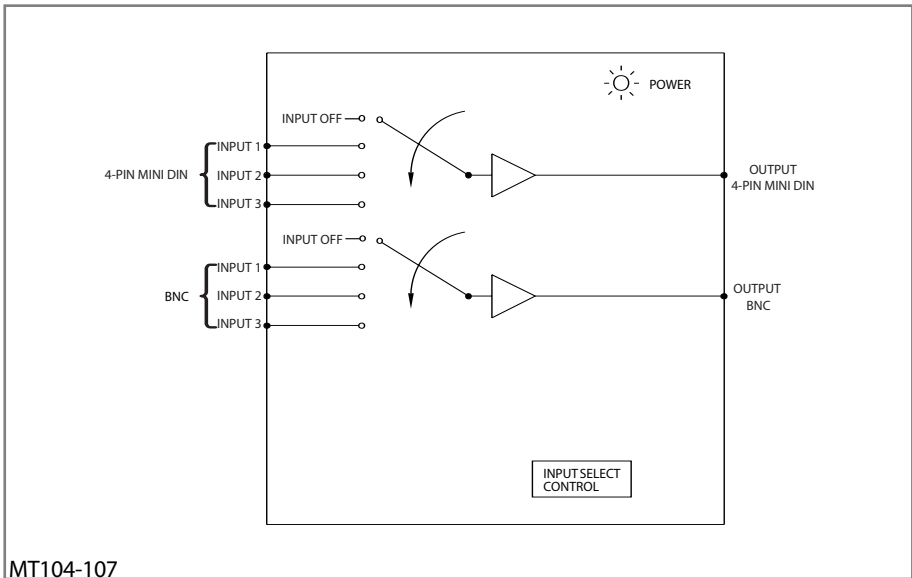 POWER
INPUT OFF
4-PIN MINI DIN
INPUT 1
INPUT 2
INPUT 3
OUTPUT
4-PIN MINI DIN
INPUT OFF
BNC
INPUT 1
INPUT 2
INPUT 3
OUTPUT
BNC
INPUT SELECT
CONTROL
MT104-107